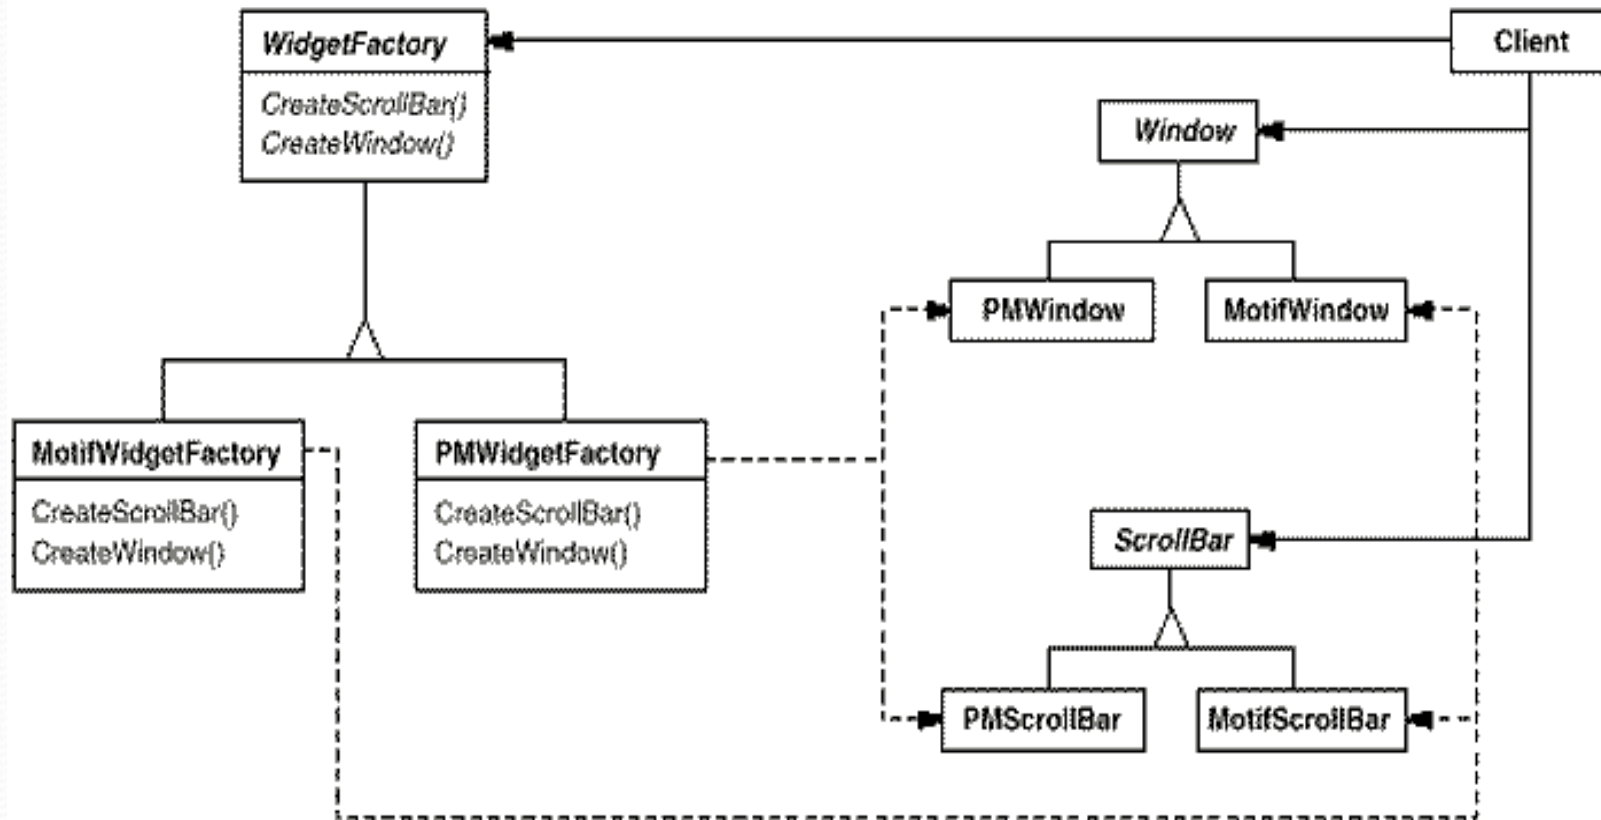 WidgetFactory
CreateScrollBar()
CreateWindow()
Client
Window
PMWindow
MotifWindow
MotifWidgetFactory
CreateScrollBar()
CreateWindow()
PMWidgetFactory
CreateScrollBar()
CreateWindow()
ScrollBar
PMScrollBar
MotifScrollBar